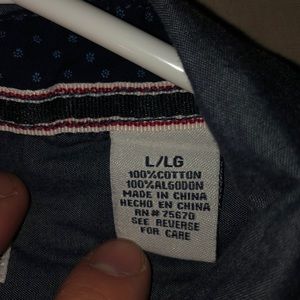 L/LG
100%COTTON
100%ALGODON
MADE IN CHINA
HECHO EN CHINA
RN# 75670
SEE REVERSE
FOR CARE